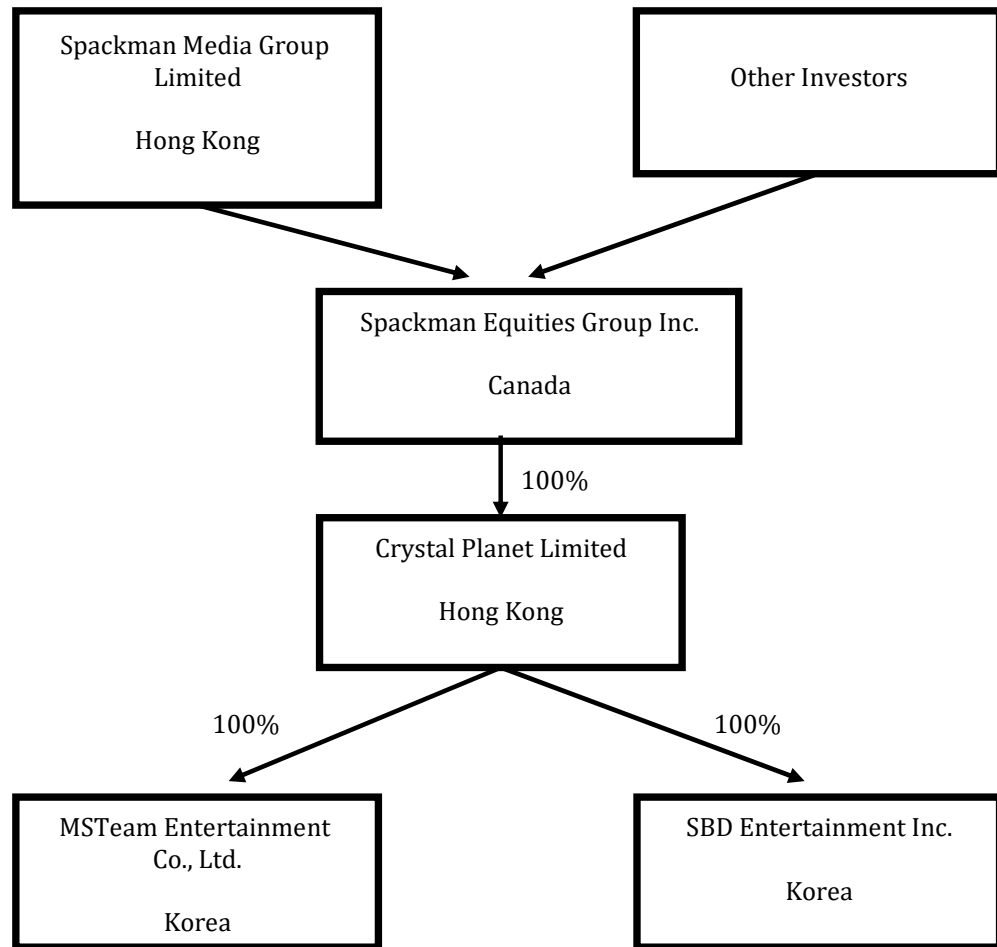 Spackman Media Group
Limited
Hong Kong
Other Investors
Spackman Equities Group Inc.
Canada
100%
Crystal Planet Limited
Hong Kong
100%
100%
MSTeam Entertainment
Co., Ltd.
Korea
SBD Entertainment Inc.
Korea